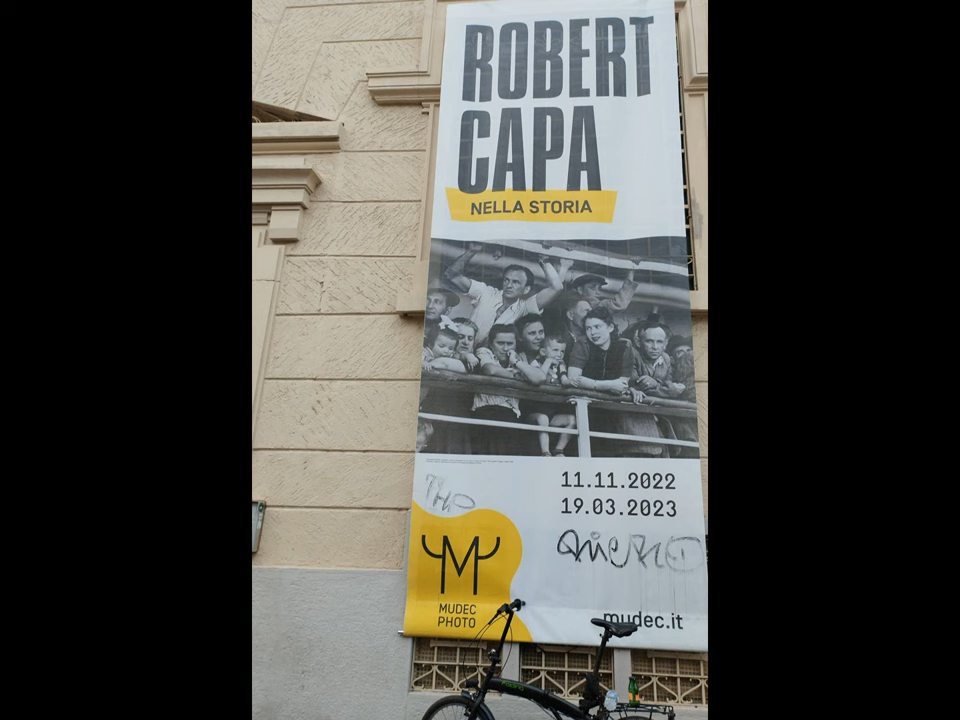 ROBERT
CAPA
NELLA STORIA
11.11.2022
19.03.2023
M
MUDEC
PHOTO
mudec.it